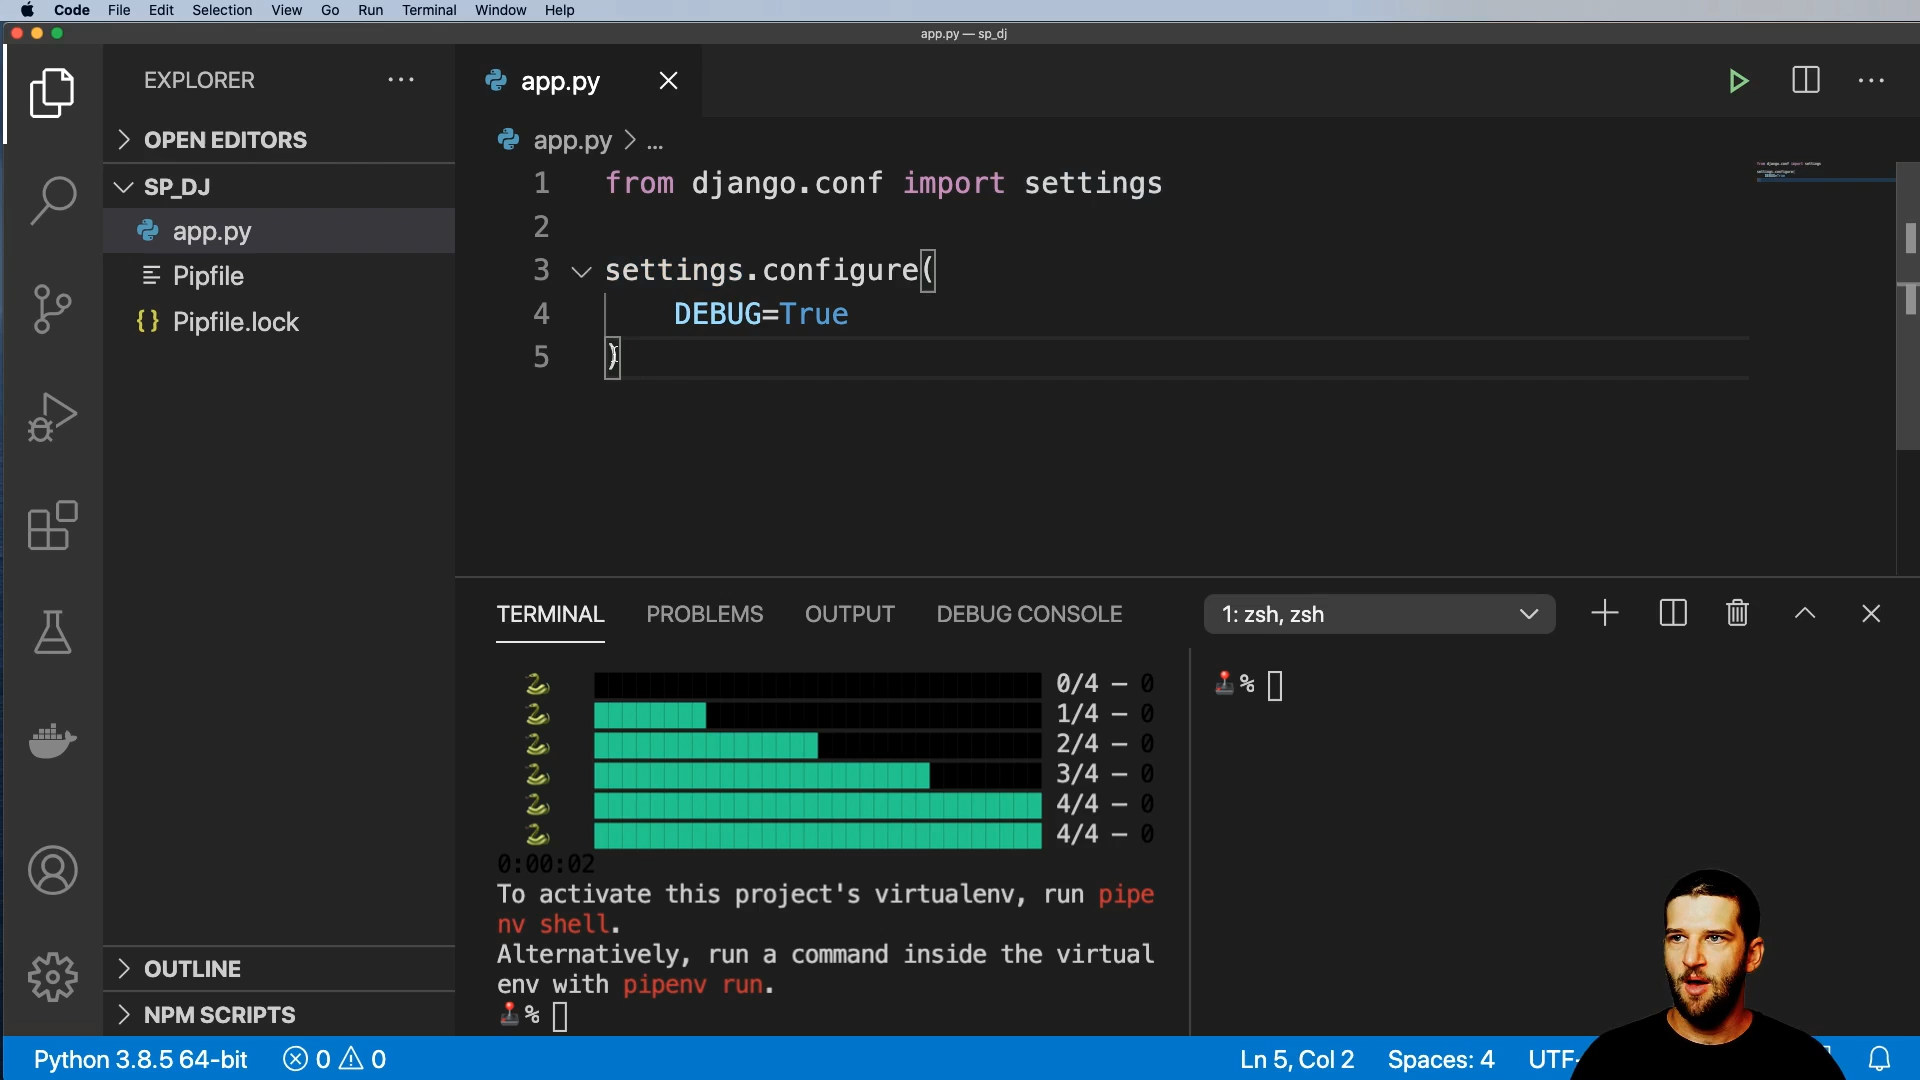 Code File Edit Selection View Go Run Terminal Window Help
app.py — sp_dj
EXPLORER
app.py
OPEN EDITORS
app.py > ...
SP_DJ
app.py
Pipfile
{} Pipfile.lock
1 from django.conf import settings
2
3 settings.configure(
4 DEBUG=True
5 )
TERMINAL PROBLEMS OUTPUT DEBUG CONSOLE
1: zsh, zsh
0/4 — 0
1/4 — 0
2/4 — 0
3/4 — 0
4/4 — 0
4/4 — 0
0:00:02
To activate this project's virtualenv, run pipe
nv shell.
Alternatively, run a command inside the virtual
env with pipenv run.
%
%
OUTLINE
NPM SCRIPTS
Python 3.8.5 64-bit 0 0
Ln 5, Col 2 Spaces: 4 UTF-